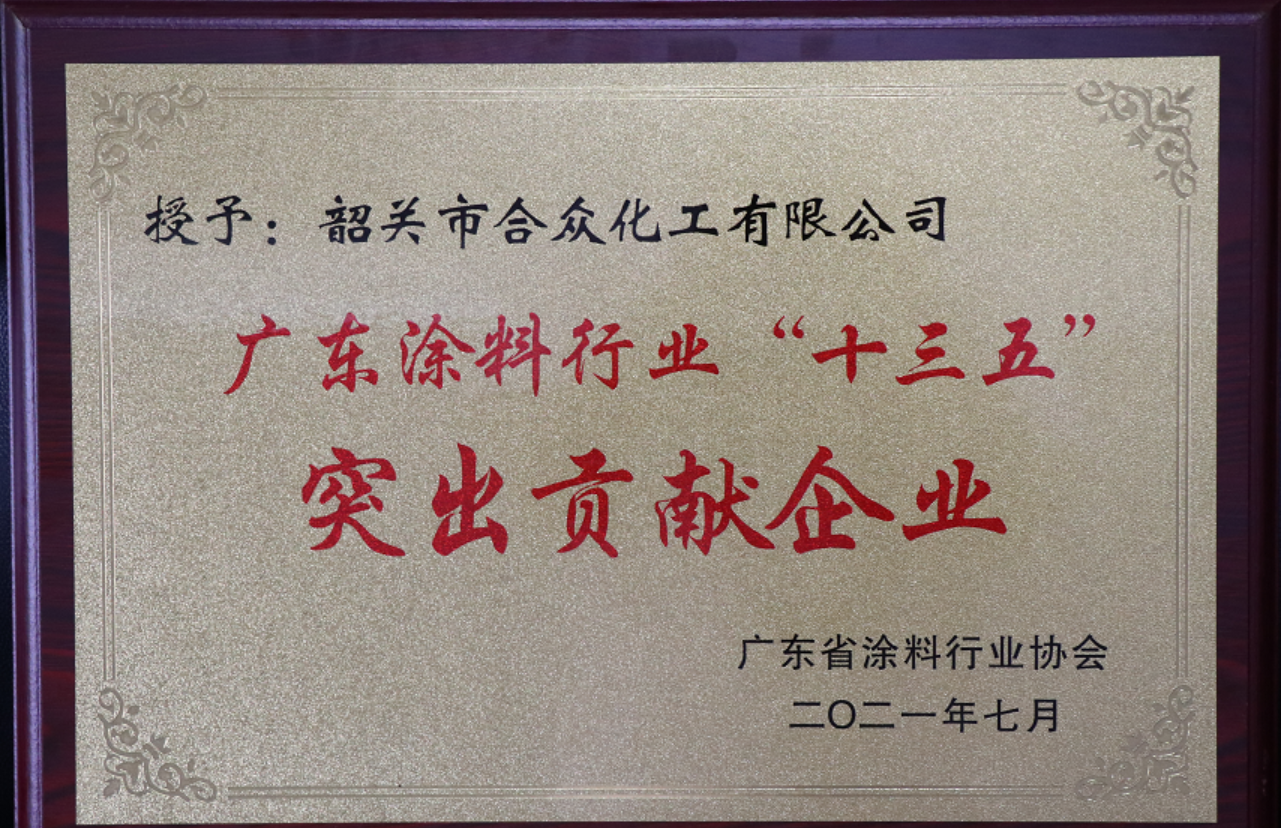 授予：韶关市合众化工有限公司
广东涂料行业“十三五”
突出贡献企业
广东省涂料行业协会
二〇二一年七月